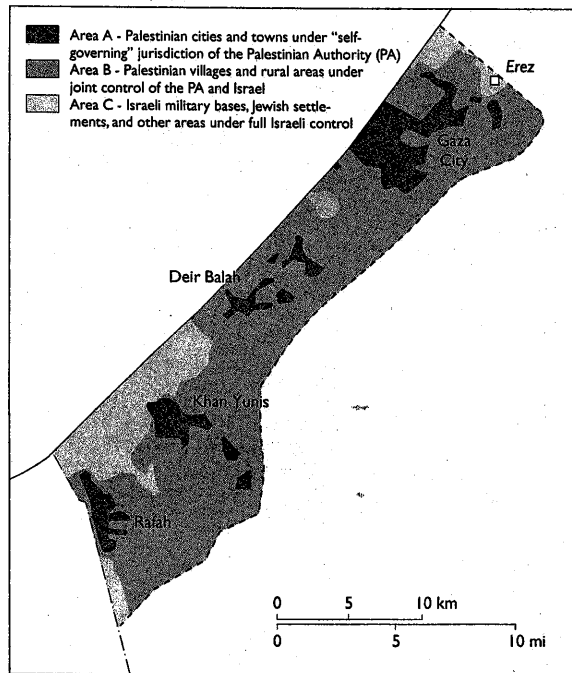 Area A - Palestinian cities and towns under "self-
governing" jurisdiction of the Palestinian Authority (PA)
Area B - Palestinian villages and rural areas under
joint control of the PA and Israel
Area C - Israeli military bases, Jewish settle-
ments, and other areas under full Israeli control
Erez
Gaza
City
Deir Balah
Khan Yunis
Rafah
0 5 10 km
0 5 10 mi